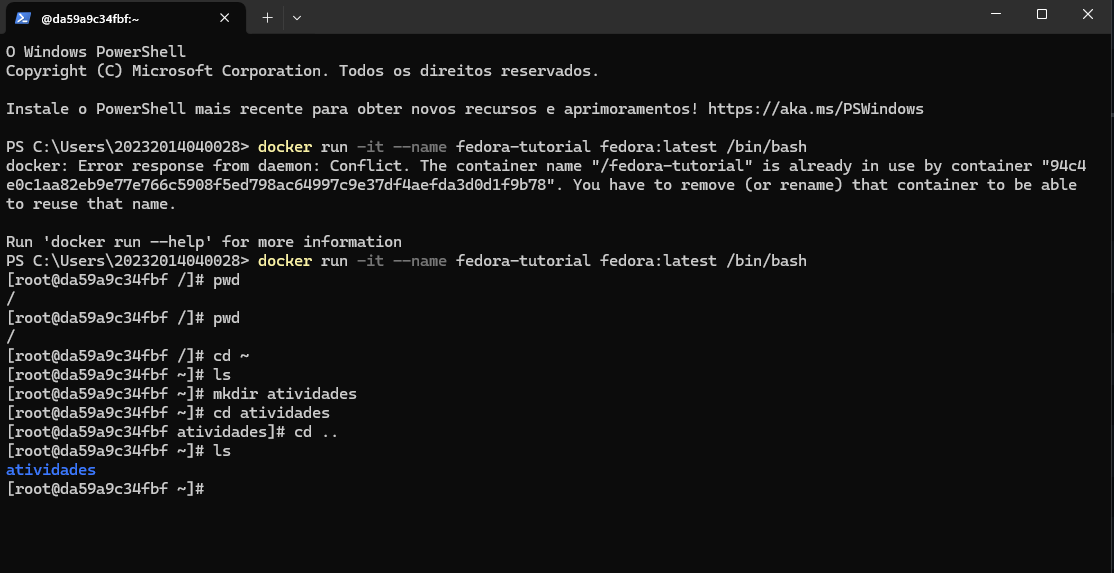 @da59a9c34fbf:~
O Windows PowerShell
Copyright (C) Microsoft Corporation. Todos os direitos reservados.
Instale o PowerShell mais recente para obter novos recursos e aprimoramentos! https://aka.ms/PSWindows
PS C:\Users\20232014040028> docker run -it --name fedora-tutorial fedora:latest /bin/bash
docker: Error response from daemon: Conflict. The container name "/fedora-tutorial" is already in use by container "94c4
e0c1aa82eb9e77e766c5908f5ed798ac64997c9e37df4aefda3d0d1f9b78". You have to remove (or rename) that container to be able
to reuse that name.
Run 'docker run --help' for more information
PS C:\Users\20232014040028> docker run -it --name fedora-tutorial fedora:latest /bin/bash
[root@da59a9c34fbf /]# pwd
/
[root@da59a9c34fbf /]# pwd
/
[root@da59a9c34fbf /]# cd ~
[root@da59a9c34fbf ~]# ls
[root@da59a9c34fbf ~]# mkdir atividades
[root@da59a9c34fbf ~]# cd atividades
[root@da59a9c34fbf atividades]# cd ..
[root@da59a9c34fbf ~]# ls
atividades
[root@da59a9c34fbf ~]#